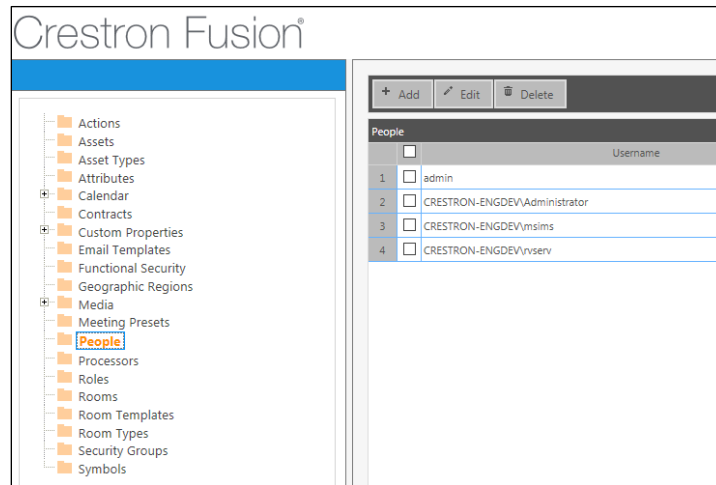 Crestron Fusion®
+ Add Edit Delete
Actions
Assets
Asset Types
Attributes
Calendar
Contracts
Custom Properties
Email Templates
Functional Security
Geographic Regions
Media
Meeting Presets
People
Processors
Roles
Rooms
Room Templates
Room Types
Security Groups
Symbols
People
Username
1 admin
2 CRESTRON-ENGDEV\Administrator
3 CRESTRON-ENGDEV\msims
4 CRESTRON-ENGDEV\rvserv